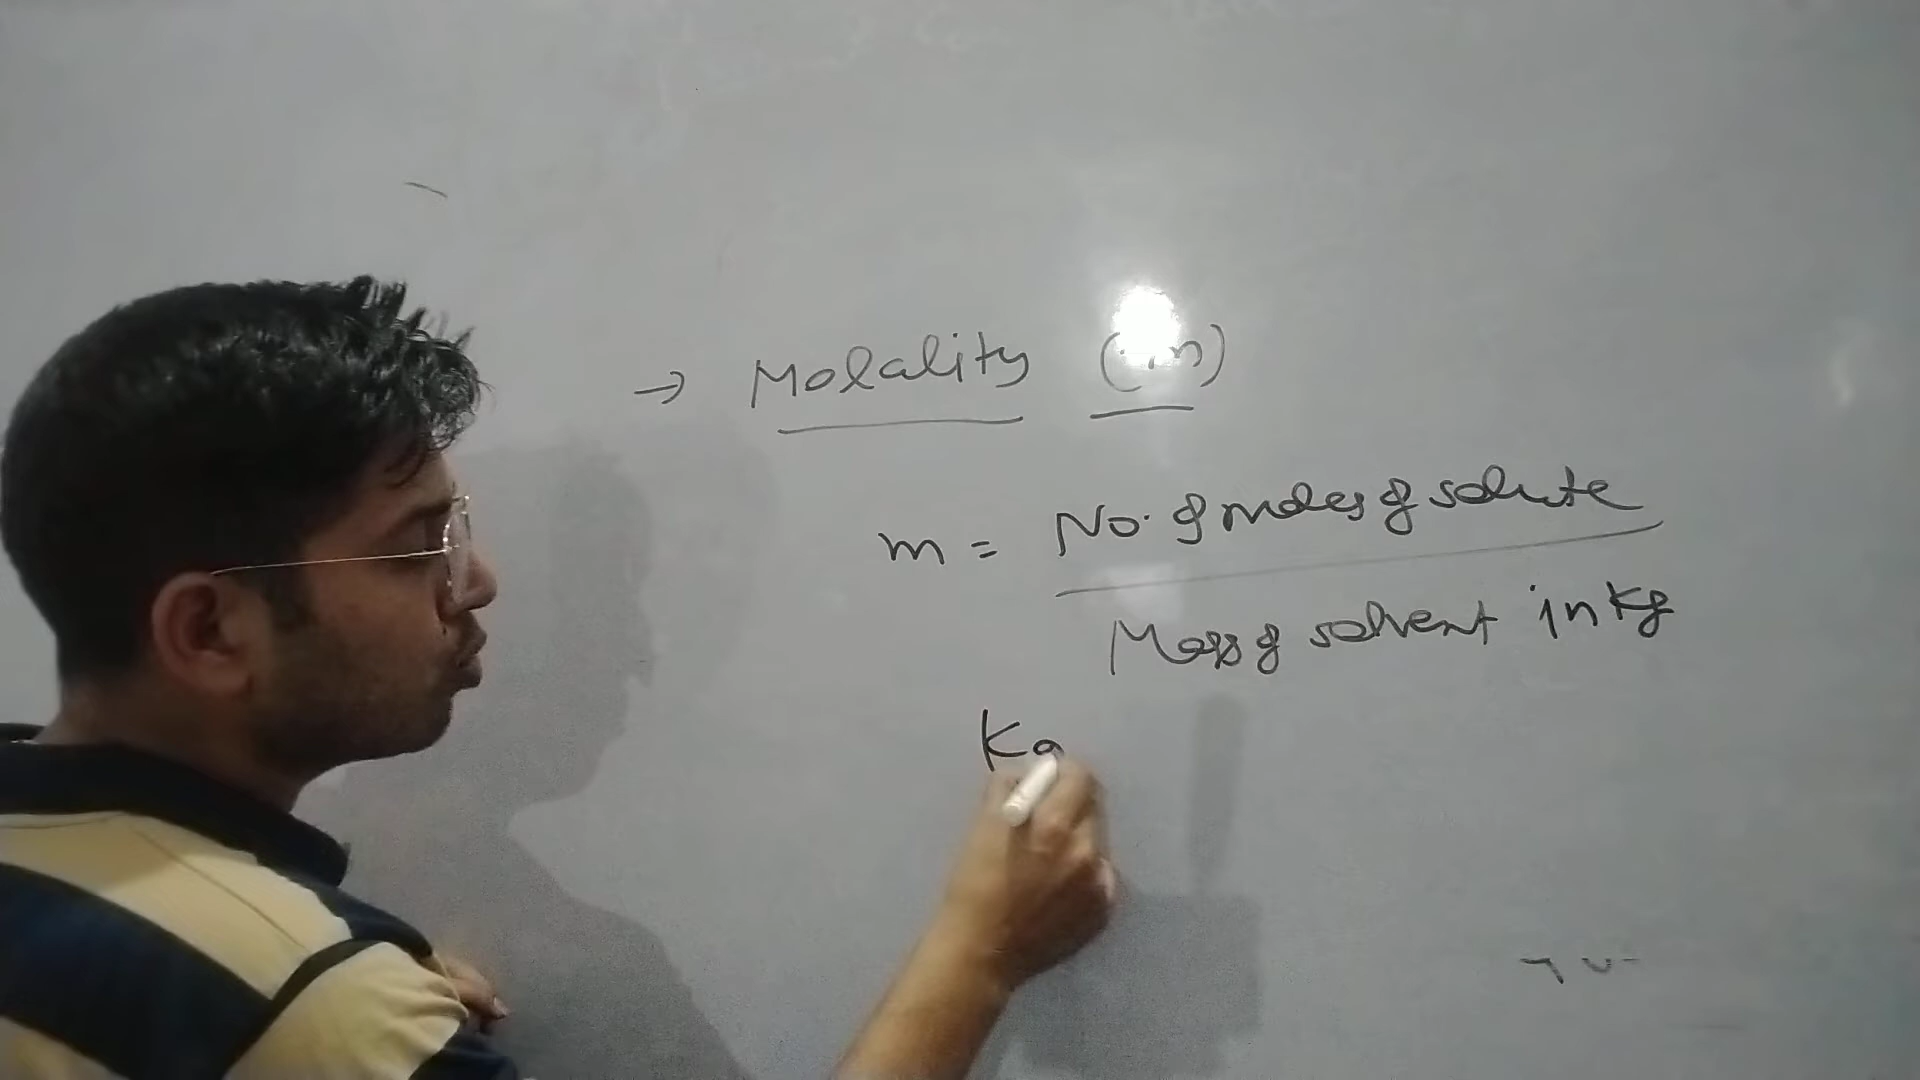 → Molality (m)
m = No. of moles of solute
Mass of solvent in Kg
Kg